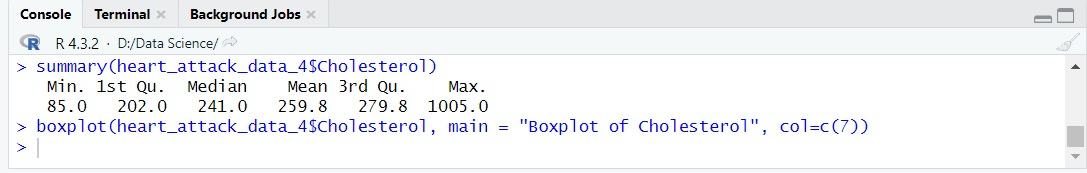 Console Terminal Background Jobs
R R 4.3.2 · D:/Data Science/
> summary(heart_attack_data_4$Cholesterol)
Min. 1st Qu. Median Mean 3rd Qu. Max.
85.0 202.0 241.0 259.8 279.8 1005.0
> boxplot(heart_attack_data_4$Cholesterol, main = "Boxplot of Cholesterol", col=c(7))
>